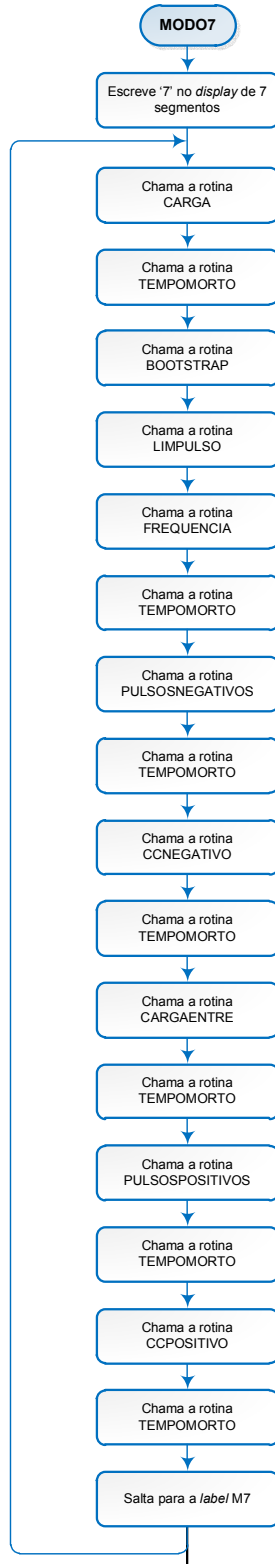 MODO7
Escreve ‘7’ no display de 7
segmentos
Chama a rotina
CARGA
Chama a rotina
TEMPOMORTO
Chama a rotina
BOOTSTRAP
Chama a rotina
LIMPULSO
Chama a rotina
FREQUENCIA
Chama a rotina
TEMPOMORTO
Chama a rotina
PULSOSNEGATIVOS
Chama a rotina
TEMPOMORTO
Chama a rotina
CCNEGATIVO
Chama a rotina
TEMPOMORTO
Chama a rotina
CARGAENTRE
Chama a rotina
TEMPOMORTO
Chama a rotina
PULSOSPOSITIVOS
Chama a rotina
TEMPOMORTO
Chama a rotina
CCPOSITIVO
Chama a rotina
TEMPOMORTO
Salta para a label M7